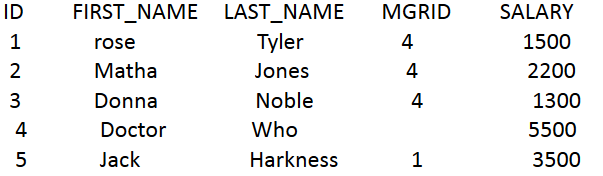 ID FIRST_NAME LAST_NAME MGRID SALARY
1 rose Tyler 4 1500
2 Matha Jones 4 2200
3 Donna Noble 4 1300
4 Doctor Who 5500
5 Jack Harkness 1 3500